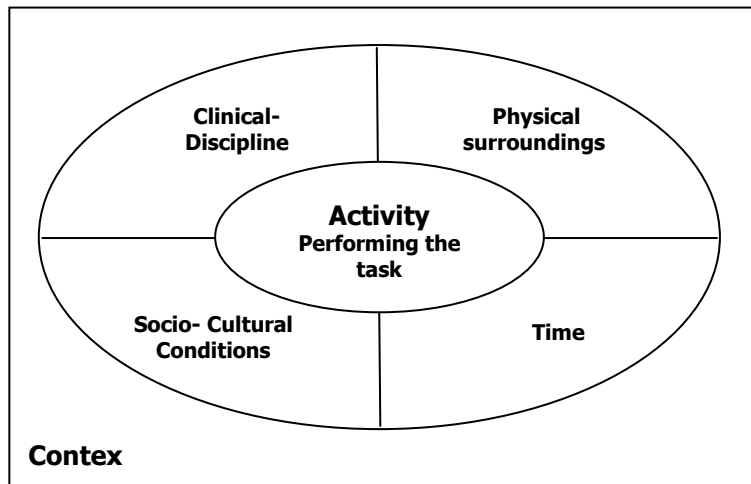 Clinical-
Discipline
Physical
surroundings
Activity
Performing the
task
Socio- Cultural
Conditions
Time
Contex